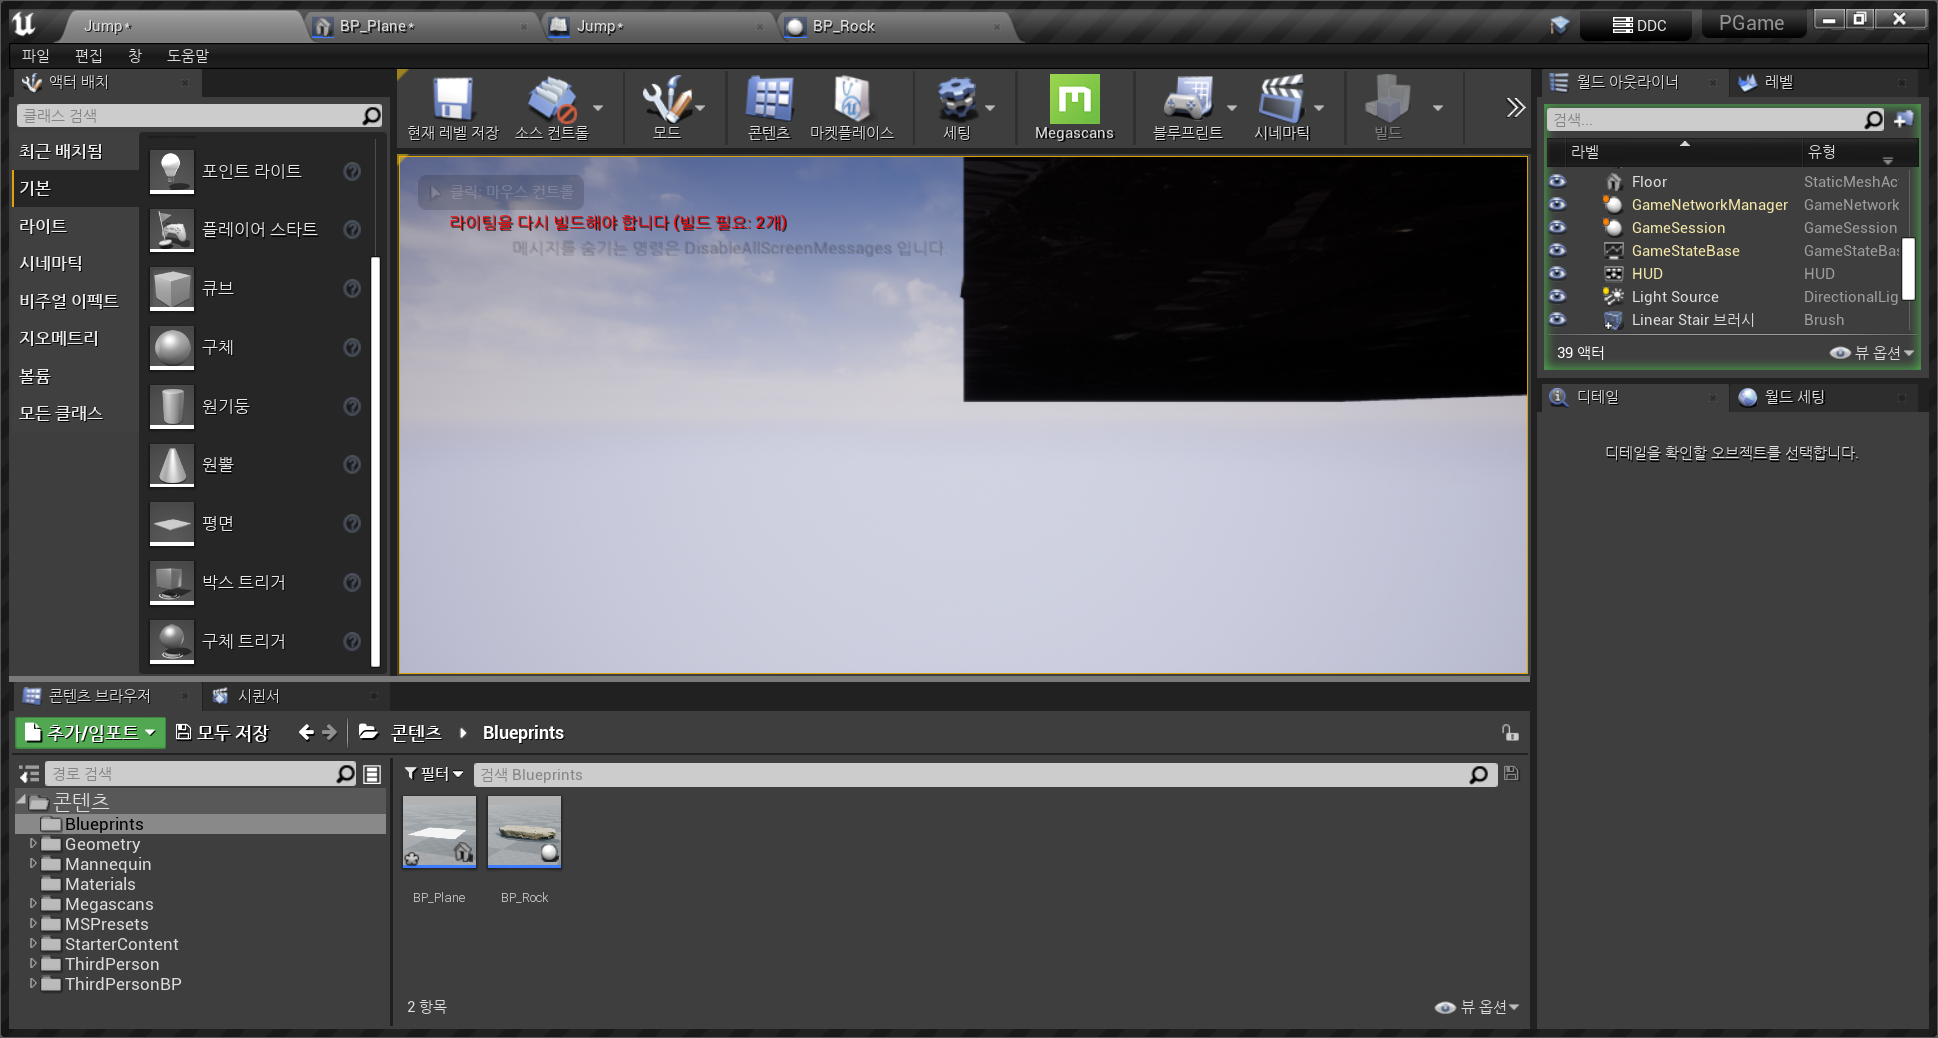 Jump*
BP_Plane*
Jump*
BP_Rock
DDC
PGame
파일 편집 창 도움말
액터 배치
클래스 검색
최근 배치됨
기본
라이트
시네마틱
비주얼 이펙트
지오메트리
볼륨
모든 클래스
포인트 라이트
플레이어 스타트
큐브
구체
원기둥
원뿔
평면
박스 트리거
구체 트리거
현재 레벨 저장
소스 컨트롤
모드
콘텐츠
마켓플레이스
세팅
Megascans
블루프린트
시네마틱
빌드
클릭: 마우스 컨트롤
라이팅을 다시 빌드해야 합니다 (빌드 필요: 2개)
메시지를 숨기는 명령은 DisableAllScreenMessages 입니다.
월드 아웃라이너
레벨
검색...
라벨 유형
Floor StaticMeshAc
GameNetworkManager GameNetwork
GameSession GameSession
GameStateBase GameStateBas
HUD HUD
Light Source DirectionalLig
Linear Stair 브러시 Brush
39 액터
뷰 옵션
디테일
월드 세팅
디테일을 확인할 오브젝트를 선택합니다.
콘텐츠 브라우저
시퀀서
추가/임포트
모두 저장
콘텐츠
Blueprints
경로 검색
필터
검색 Blueprints
콘텐츠
Blueprints
Geometry
Mannequin
Materials
Megascans
MSPresets
StarterContent
ThirdPerson
ThirdPersonBP
BP_Plane
BP_Rock
2 항목
뷰 옵션